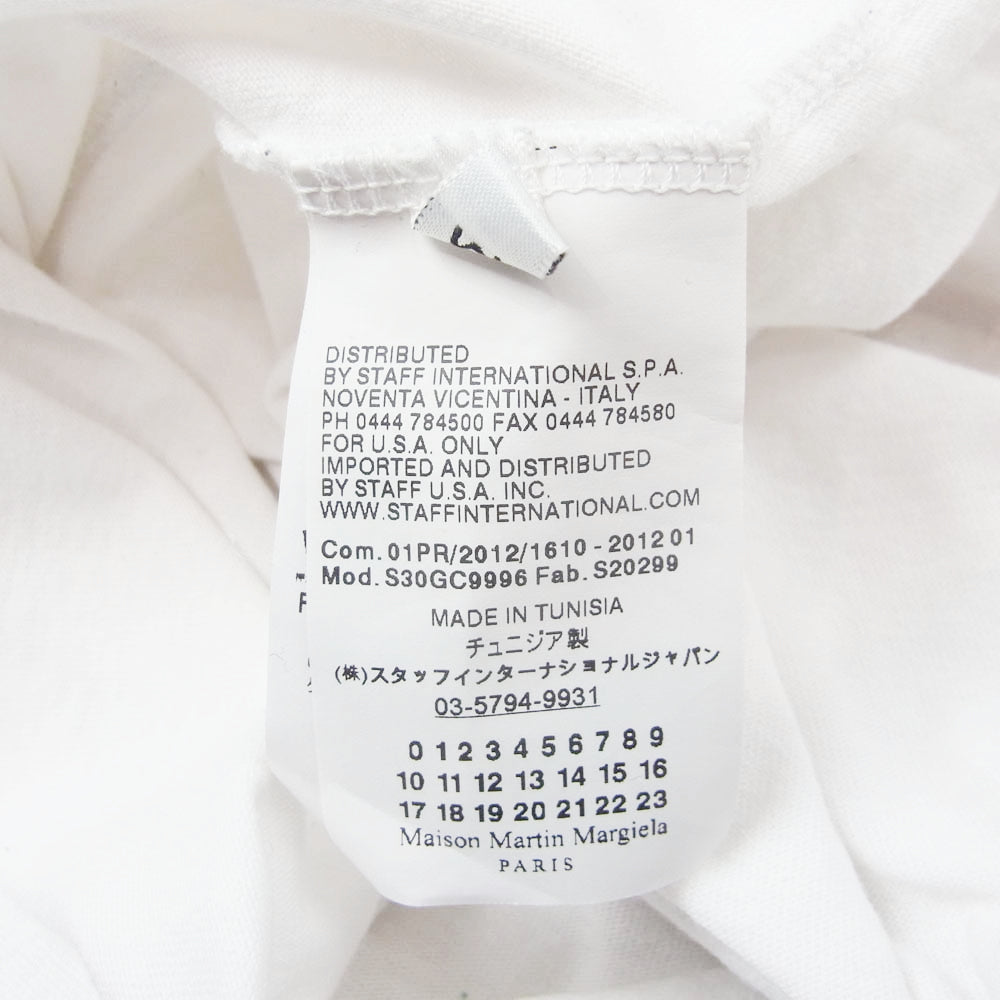 DISTRIBUTED
BY STAFF INTERNATIONAL S.P.A.
NOVENTA VICENTINA - ITALY
PH 0444 784500 FAX 0444 784580
FOR U.S.A. ONLY
IMPORTED AND DISTRIBUTED
BY STAFF U.S.A. INC.
WWW.STAFFINTERNATIONAL.COM
Com. 01PR/2012/1610 - 2012 01
Mod. S30GC9996 Fab. S20299
MADE IN TUNISIA
チュニジア製
(株)スタッフインターナショナルジャパン
03-5794-9931
0 1 2 3 4 5 6 7 8 9
10 11 12 13 14 15 16
17 18 19 20 21 22 23
Maison Martin Margiela
PARIS